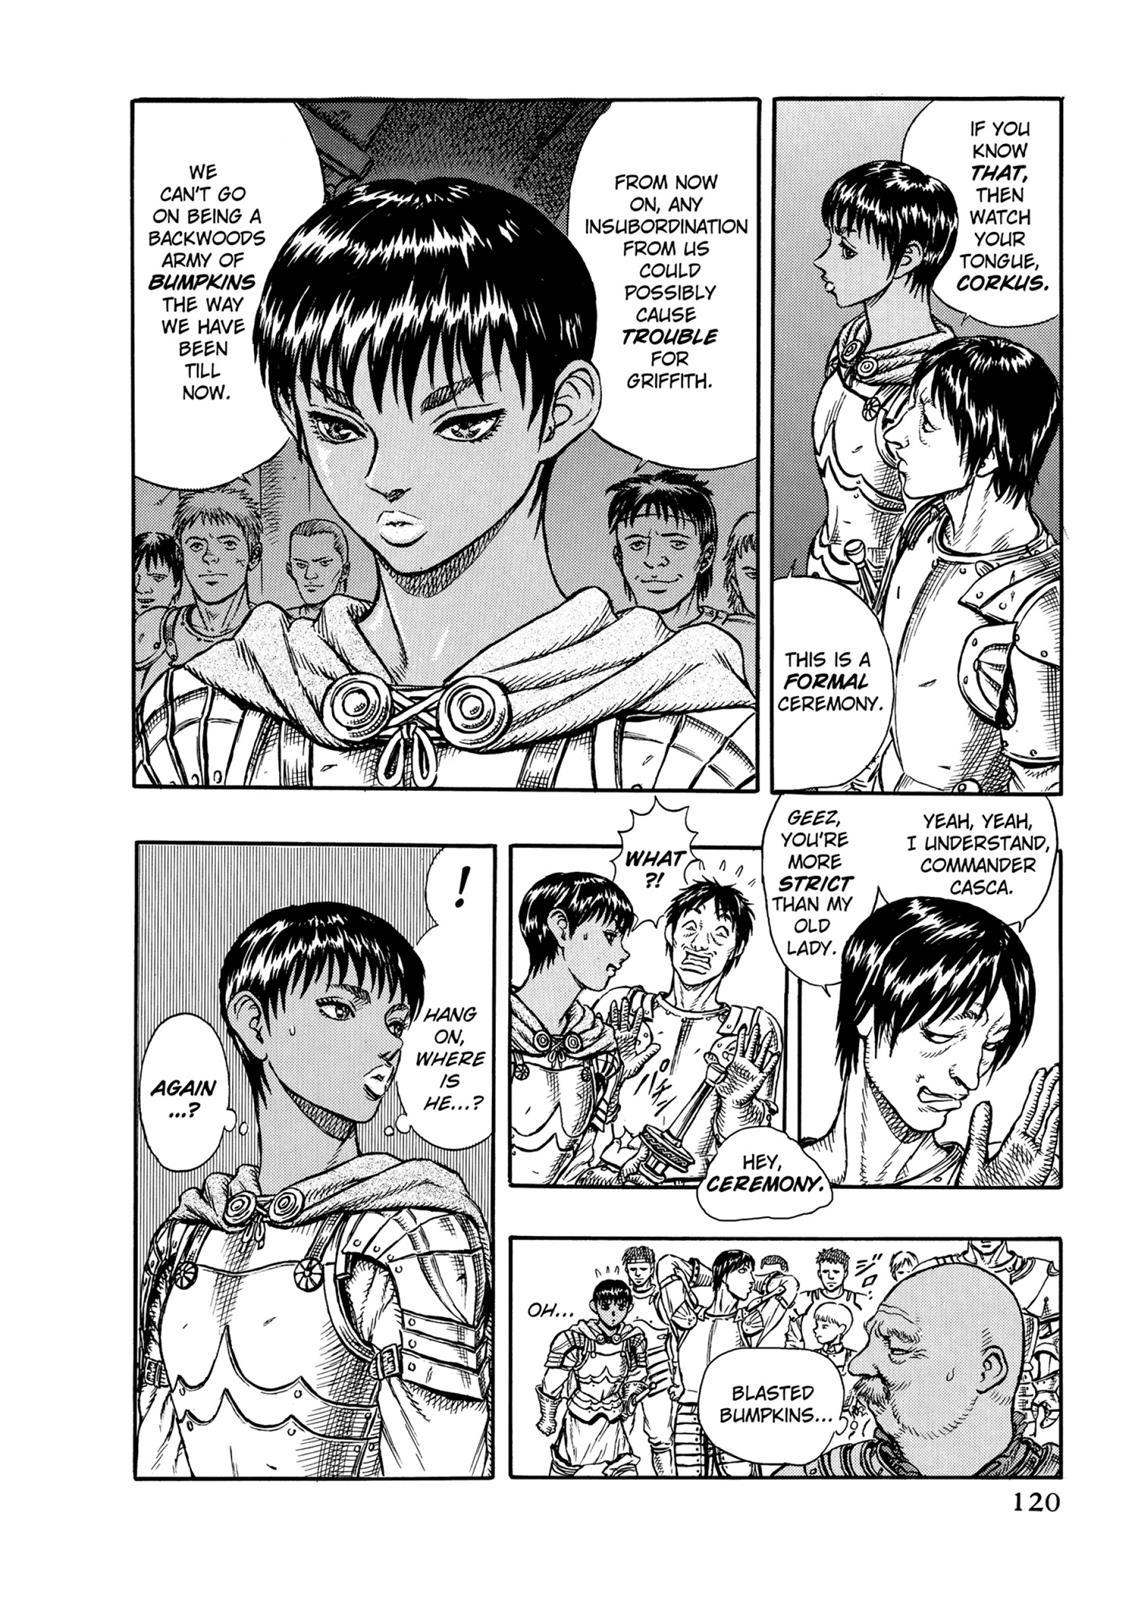 IF YOU
KNOW
THAT,
THEN
WATCH
YOUR
TONGUE,
CORKUS.
THIS IS A
FORMAL
CEREMONY.
FROM NOW
ON, ANY
INSUBORDINATION
FROM US
COULD
POSSIBLY
CAUSE
TROUBLE
FOR
GRIFFITH.
WE
CAN'T GO
ON BEING A
BACKWOODS
ARMY OF
BUMPKINS
THE WAY
WE HAVE
BEEN
TILL
NOW.
YEAH, YEAH,
I UNDERSTAND,
COMMANDER
CASCA.
GEEZ,
YOU'RE
MORE
STRICT
THAN MY
OLD
LADY.
WHAT
?!
HEY,
CEREMONY.
BLASTED
BUMPKINS...
OH...
!
HANG
ON,
WHERE
IS
HE...?
AGAIN
...?
120